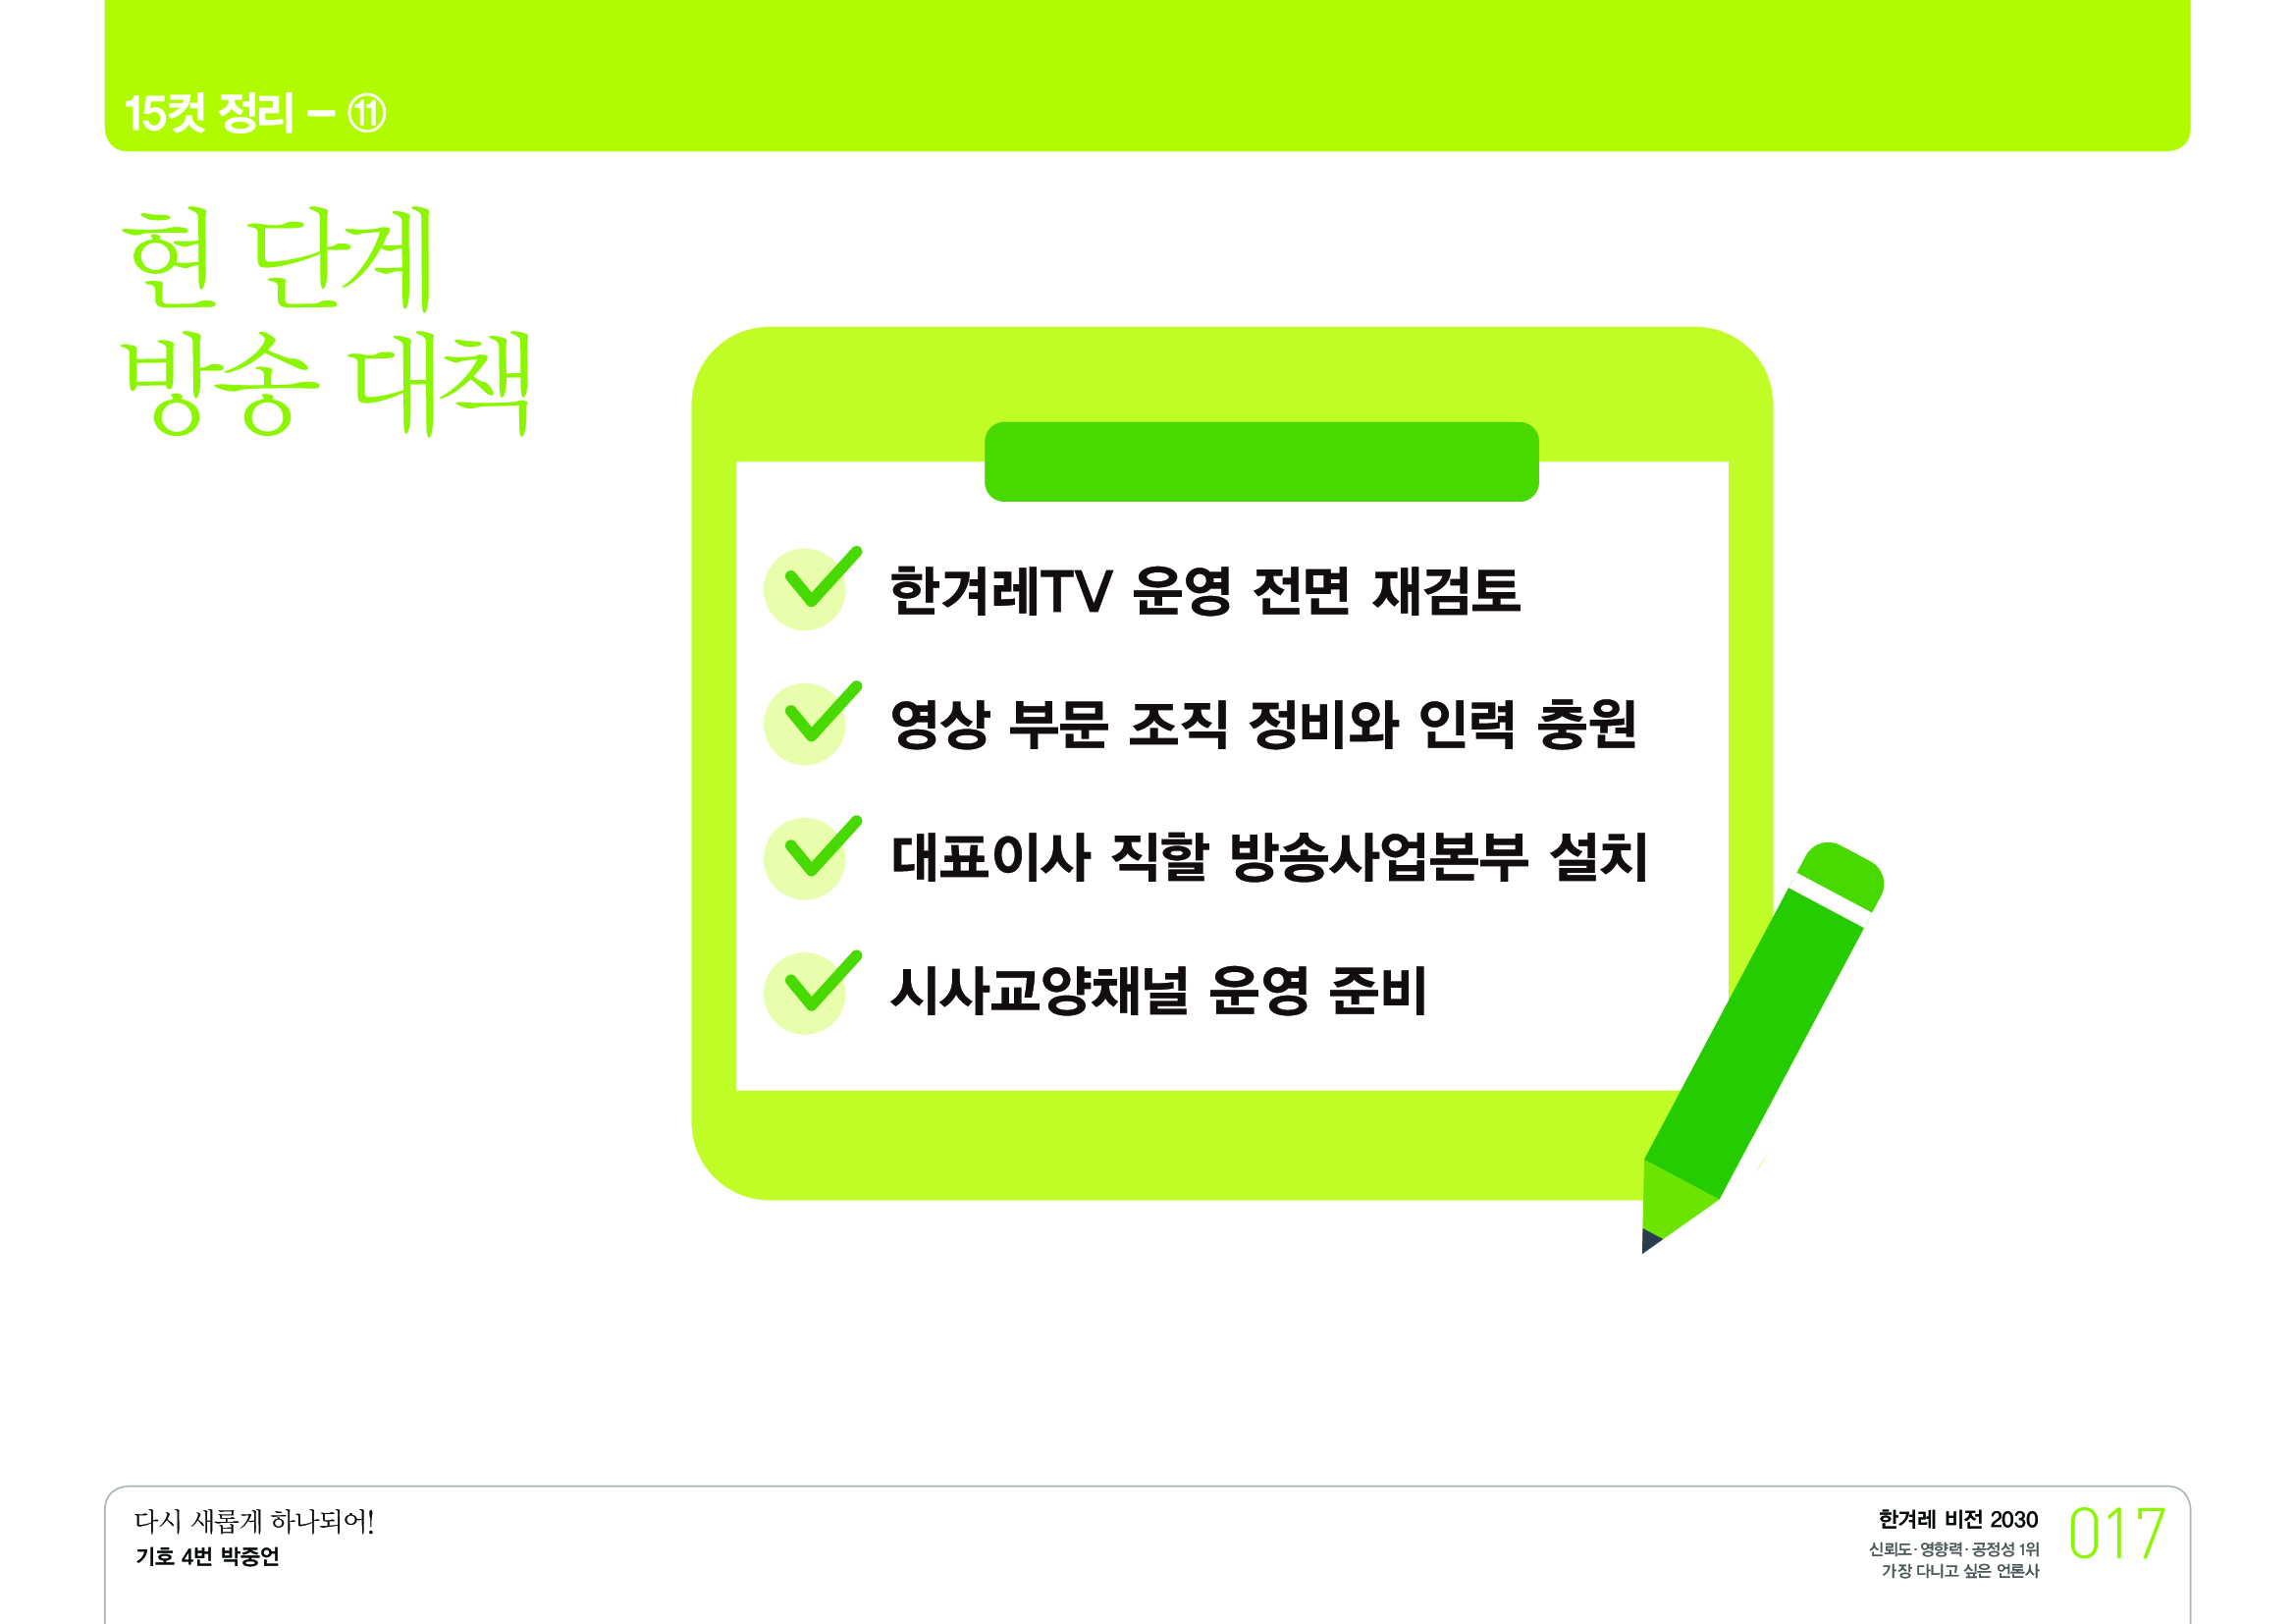 15컷 정리 – ⑪
현 단계
방송 대책
한겨레TV 운영 전면 재검토
영상 부문 조직 정비와 인력 충원
대표이사 직할 방송사업본부 설치
시사교양채널 운영 준비
다시 새롭게 하나되어!
기호 4번 박중언
한겨레 비전 2030
신뢰도·영향력·공정성 1위
가장 다니고 싶은 언론사
017